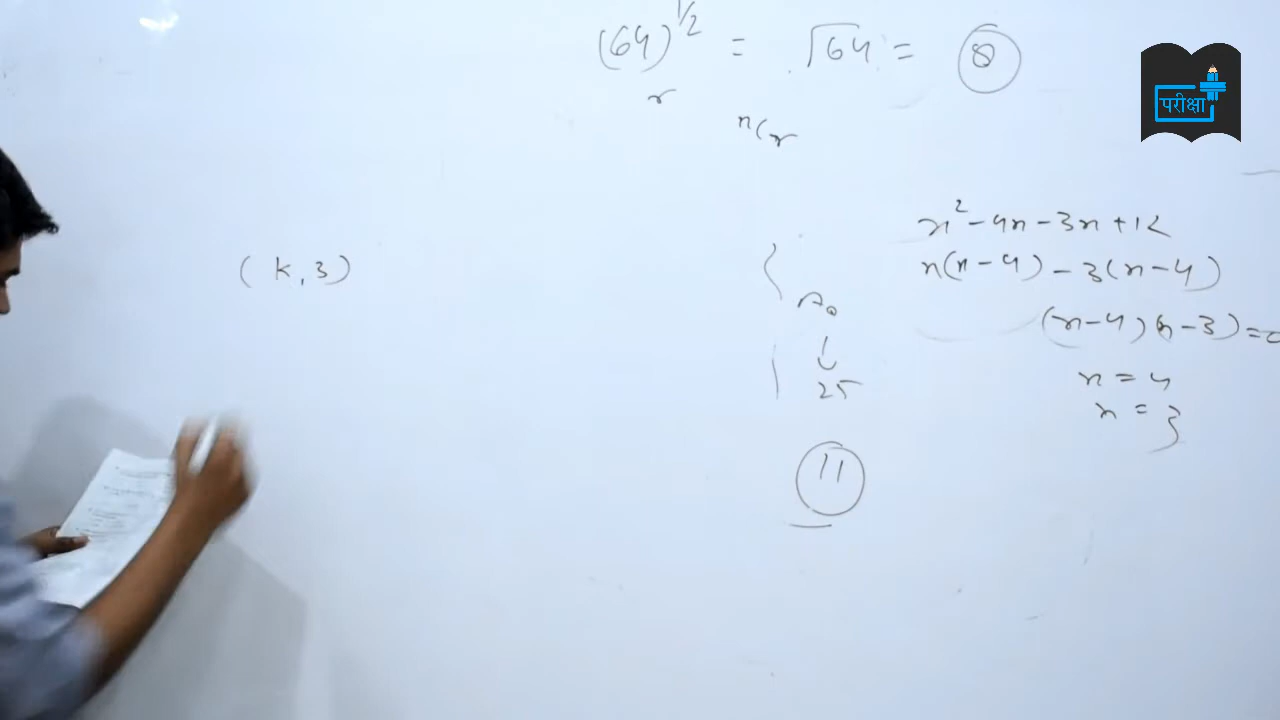 (64)^1/2 = √64 = 8
r
nCr
परीक्षा
(K,3)
x² - 4x - 3x + 12
x(x - 4) - 3(x - 4)
(x - 4)(x - 3) = 0
x = 4
x = 3
A0
↓
25
11